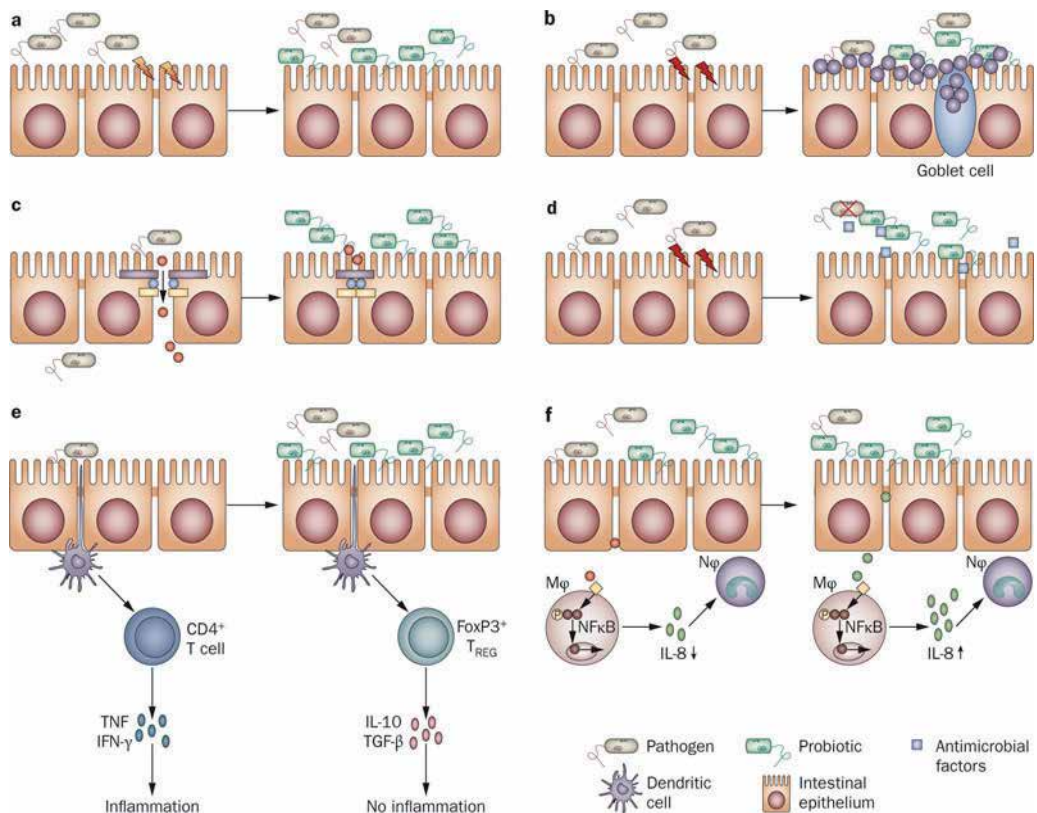 a
b
Goblet cell
c
d
e
CD4⁺
T cell
TNF
IFN-γ
Inflammation
FoxP3⁺
T_REG
IL-10
TGF-β
No inflammation
f
Mφ
P
NFκB
IL-8 ↓
Nφ
Mφ
P
NFκB
IL-8 ↑
Nφ
Pathogen
Probiotic
Antimicrobial
factors
Dendritic
cell
Intestinal
epithelium